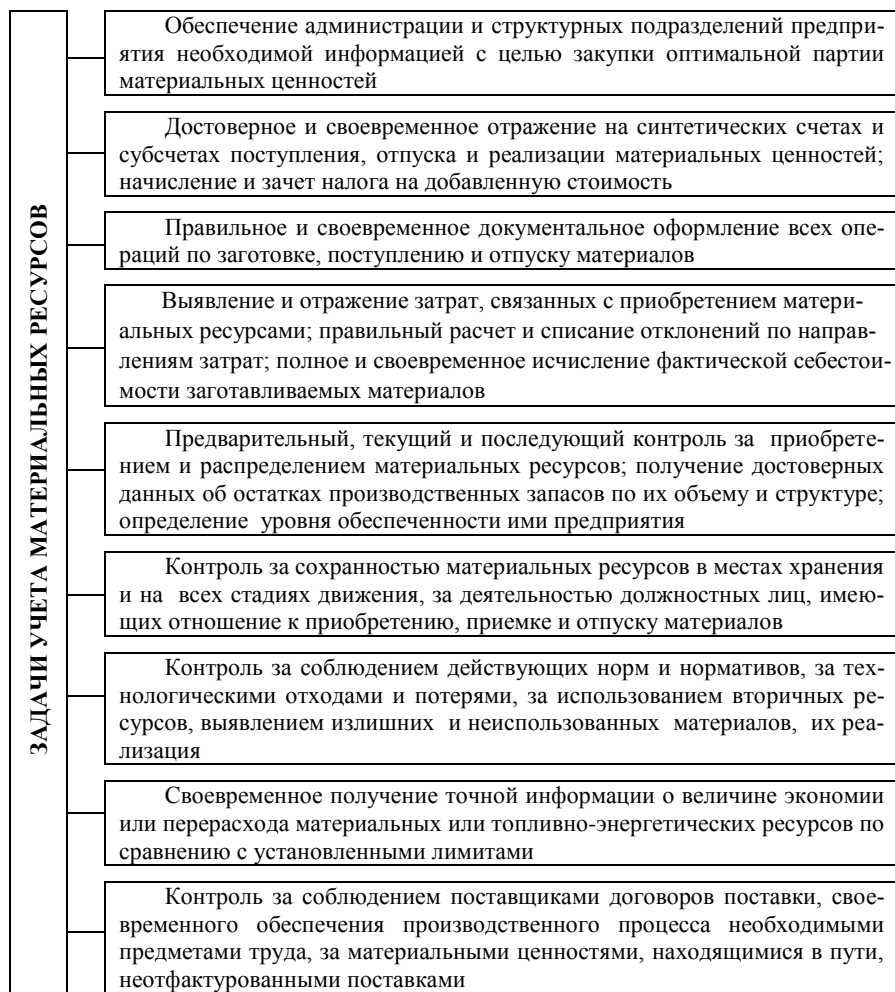 ЗАДАЧИ УЧЕТА МАТЕРИАЛЬНЫХ РЕСУРСОВ
Обеспечение администрации и структурных подразделений предпри-
ятия необходимой информацией с целью закупки оптимальной партии
материальных ценностей
Достоверное и своевременное отражение на синтетических счетах и
субсчетах поступления, отпуска и реализации материальных ценностей;
начисление и зачет налога на добавленную стоимость
Правильное и своевременное документальное оформление всех опе-
раций по заготовке, поступлению и отпуску материалов
Выявление и отражение затрат, связанных с приобретением матери-
альных ресурсами; правильный расчет и списание отклонений по направ-
лениям затрат; полное и своевременное исчисление фактической себестои-
мости заготавливаемых материалов
Предварительный, текущий и последующий контроль за приобрете-
нием и распределением материальных ресурсов; получение достоверных
данных об остатках производственных запасов по их объему и структуре;
определение уровня обеспеченности ими предприятия
Контроль за сохранностью материальных ресурсов в местах хранения
и на всех стадиях движения, за деятельностью должностных лиц, имею-
щих отношение к приобретению, приемке и отпуску материалов
Контроль за соблюдением действующих норм и нормативов, за тех-
нологическими отходами и потерями, за использованием вторичных ре-
сурсов, выявлением излишних и неиспользованных материалов, их реа-
лизация
Своевременное получение точной информации о величине экономии
или перерасхода материальных или топливно-энергетических ресурсов по
сравнению с установленными лимитами
Контроль за соблюдением поставщиками договоров поставки, свое-
временного обеспечения производственного процесса необходимыми
предметами труда, за материальными ценностями, находящимися в пути,
неотфактурованными поставками